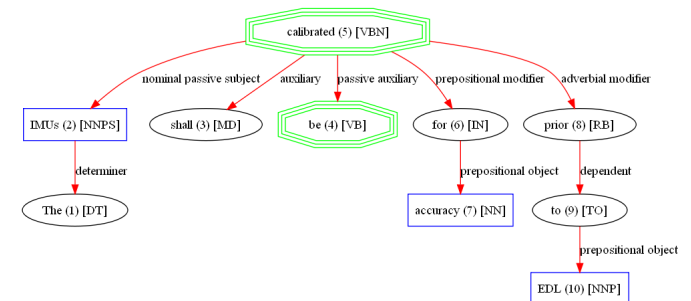 calibrated (5) [VBN]
nominal passive subject auxiliary passive auxiliary prepositional modifier adverbial modifier
IMUs (2) [NNPS] shall (3) [MD] be (4) [VB] for (6) [IN] prior (8) [RB]
determiner prepositional object dependent
The (1) [DT] accuracy (7) [NN] to (9) [TO]
prepositional object
EDL (10) [NNP]